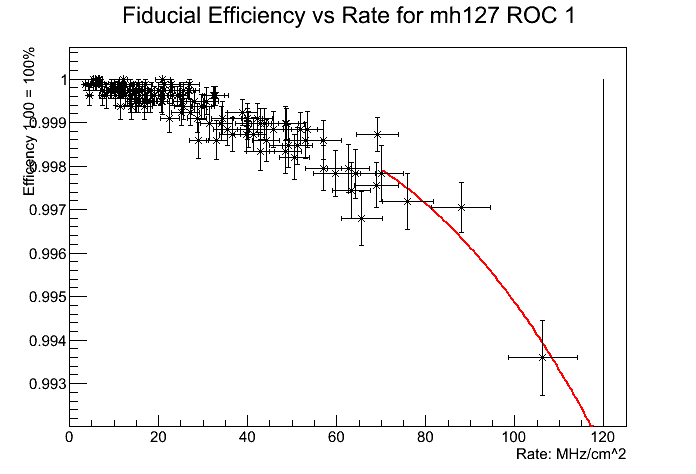 Fiducial Efficiency vs Rate for mh127 ROC 1
Efficency 1.00 = 100%
1
0.999
0.998
0.997
0.996
0.995
0.994
0.993
0 20 40 60 80 100 120
Rate: MHz/cm^2